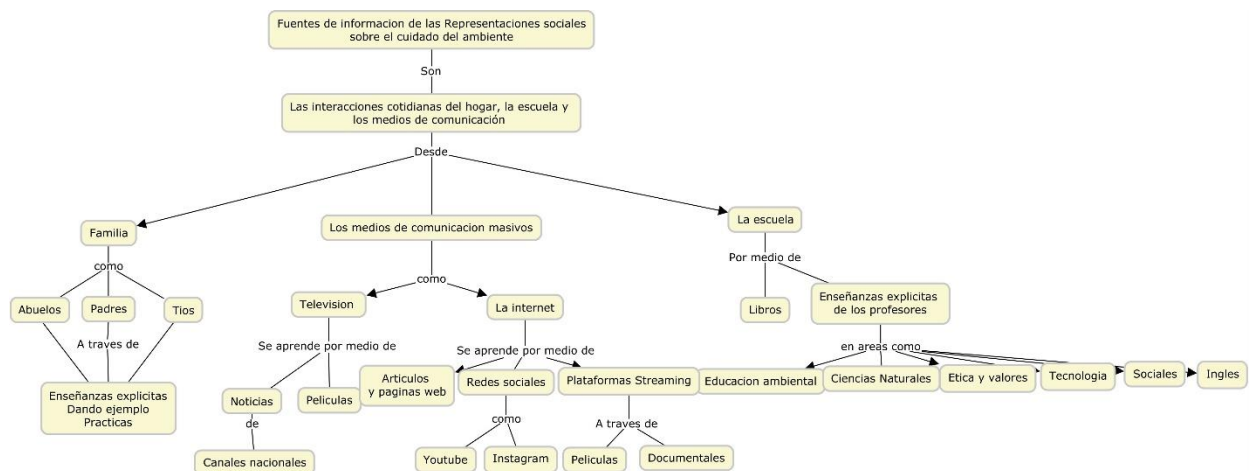 Fuentes de informacion de las Representaciones sociales
sobre el cuidado del ambiente
Son
Las interacciones cotidianas del hogar, la escuela y
los medios de comunicación
Desde
Familia
Los medios de comunicacion masivos
La escuela
como
como
Por medio de
Abuelos
Padres
Tios
Television
La internet
Libros
Enseñanzas explicitas
de los profesores
A traves de
Se aprende por medio de
Se aprende por medio de
en areas como
Enseñanzas explicitas
Dando ejemplo
Practicas
Noticias
Peliculas
Articulos
y paginas web
Redes sociales
Plataformas Streaming
Educacion ambiental
Ciencias Naturales
Etica y valores
Tecnologia
Sociales
Ingles
de
como
A traves de
Canales nacionales
Youtube
Instagram
Peliculas
Documentales